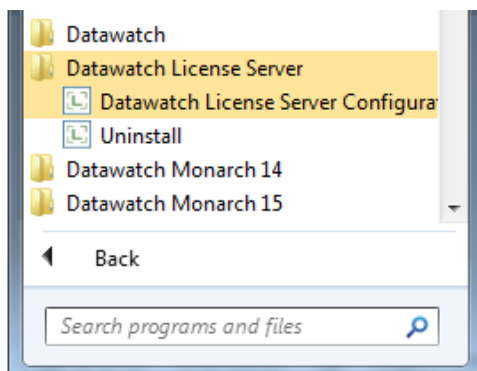 Datawatch
Datawatch License Server
Datawatch License Server Configura
Uninstall
Datawatch Monarch 14
Datawatch Monarch 15
Back
Search programs and files